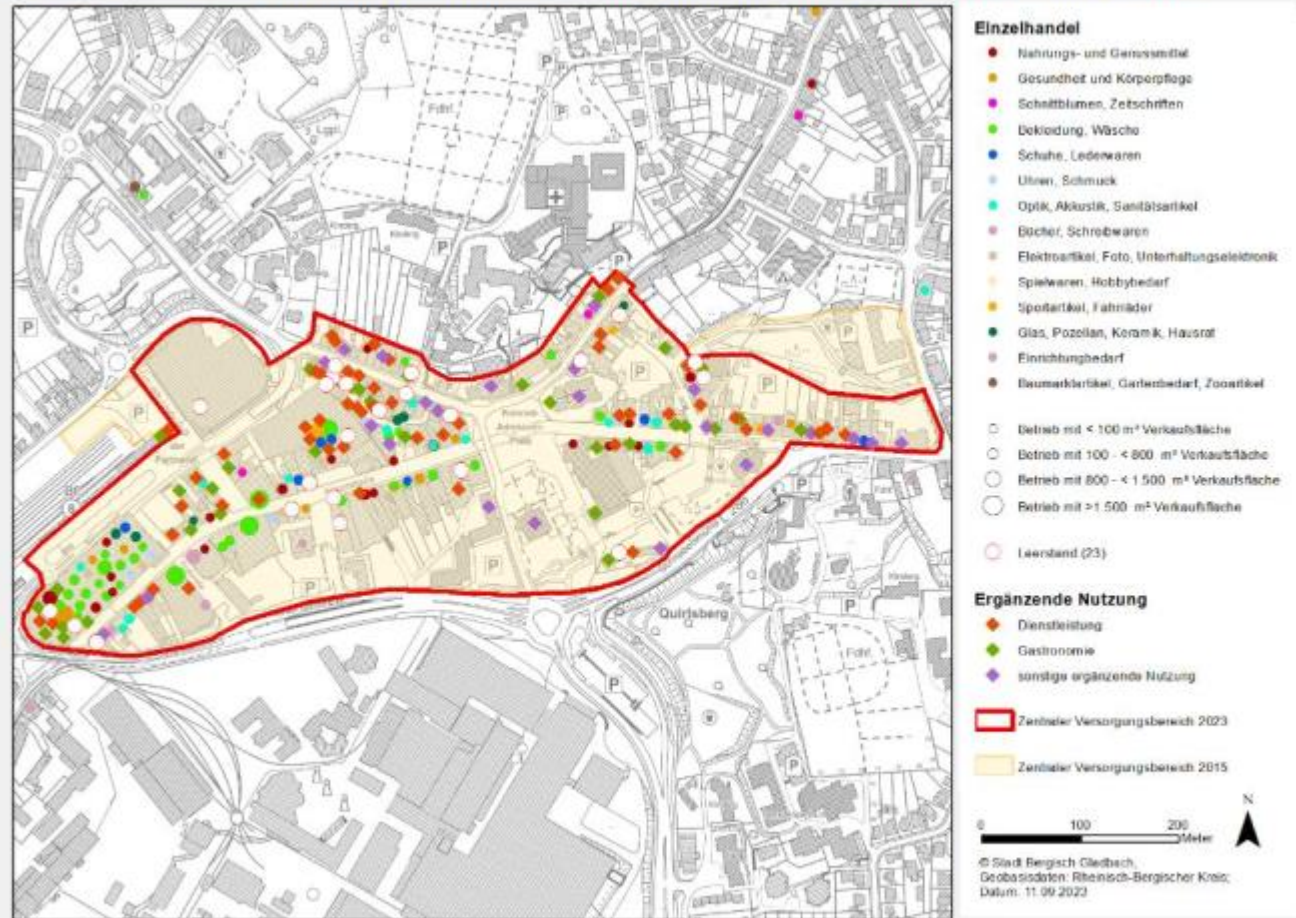 Einzelhandel
Nahrungs- und Genussmittel
Gesundheit und Körperpflege
Schnittblumen, Zeitschriften
Bekleidung, Wäsche
Schuhe, Lederwaren
Uhren, Schmuck
Optik, Akkustik, Sanitätsartikel
Bücher, Schreibwaren
Elektroartikel, Foto, Unterhaltungselektronik
Spielwaren, Hobbybedarf
Sportartikel, Fahrräder
Glas, Pozellan, Keramik, Hausrat
Einrichtungbedarf
Baumarktartikel, Gartenbedarf, Zooartikel
Betrieb mit < 100 m² Verkaufsfläche
Betrieb mit 100 - < 800 m² Verkaufsfläche
Betrieb mit 800 - < 1.500 m² Verkaufsfläche
Betrieb mit >1.500 m² Verkaufsfläche
Leerstand (23)
Ergänzende Nutzung
Dienstleistung
Gastronomie
sonstige ergänzende Nutzung
Zentraler Versorgungsbereich 2023
Zentraler Versorgungsbereich 2015
N
0 100 200
Meter
© Stadt Bergisch Gladbach,
Geobasisdaten: Rheinisch-Bergischer Kreis;
Datum: 11.09.2023
Fdhf.
P
P
P
P
P
P
P
P
P
Quirlsberg
P
P
Fdhf.
P